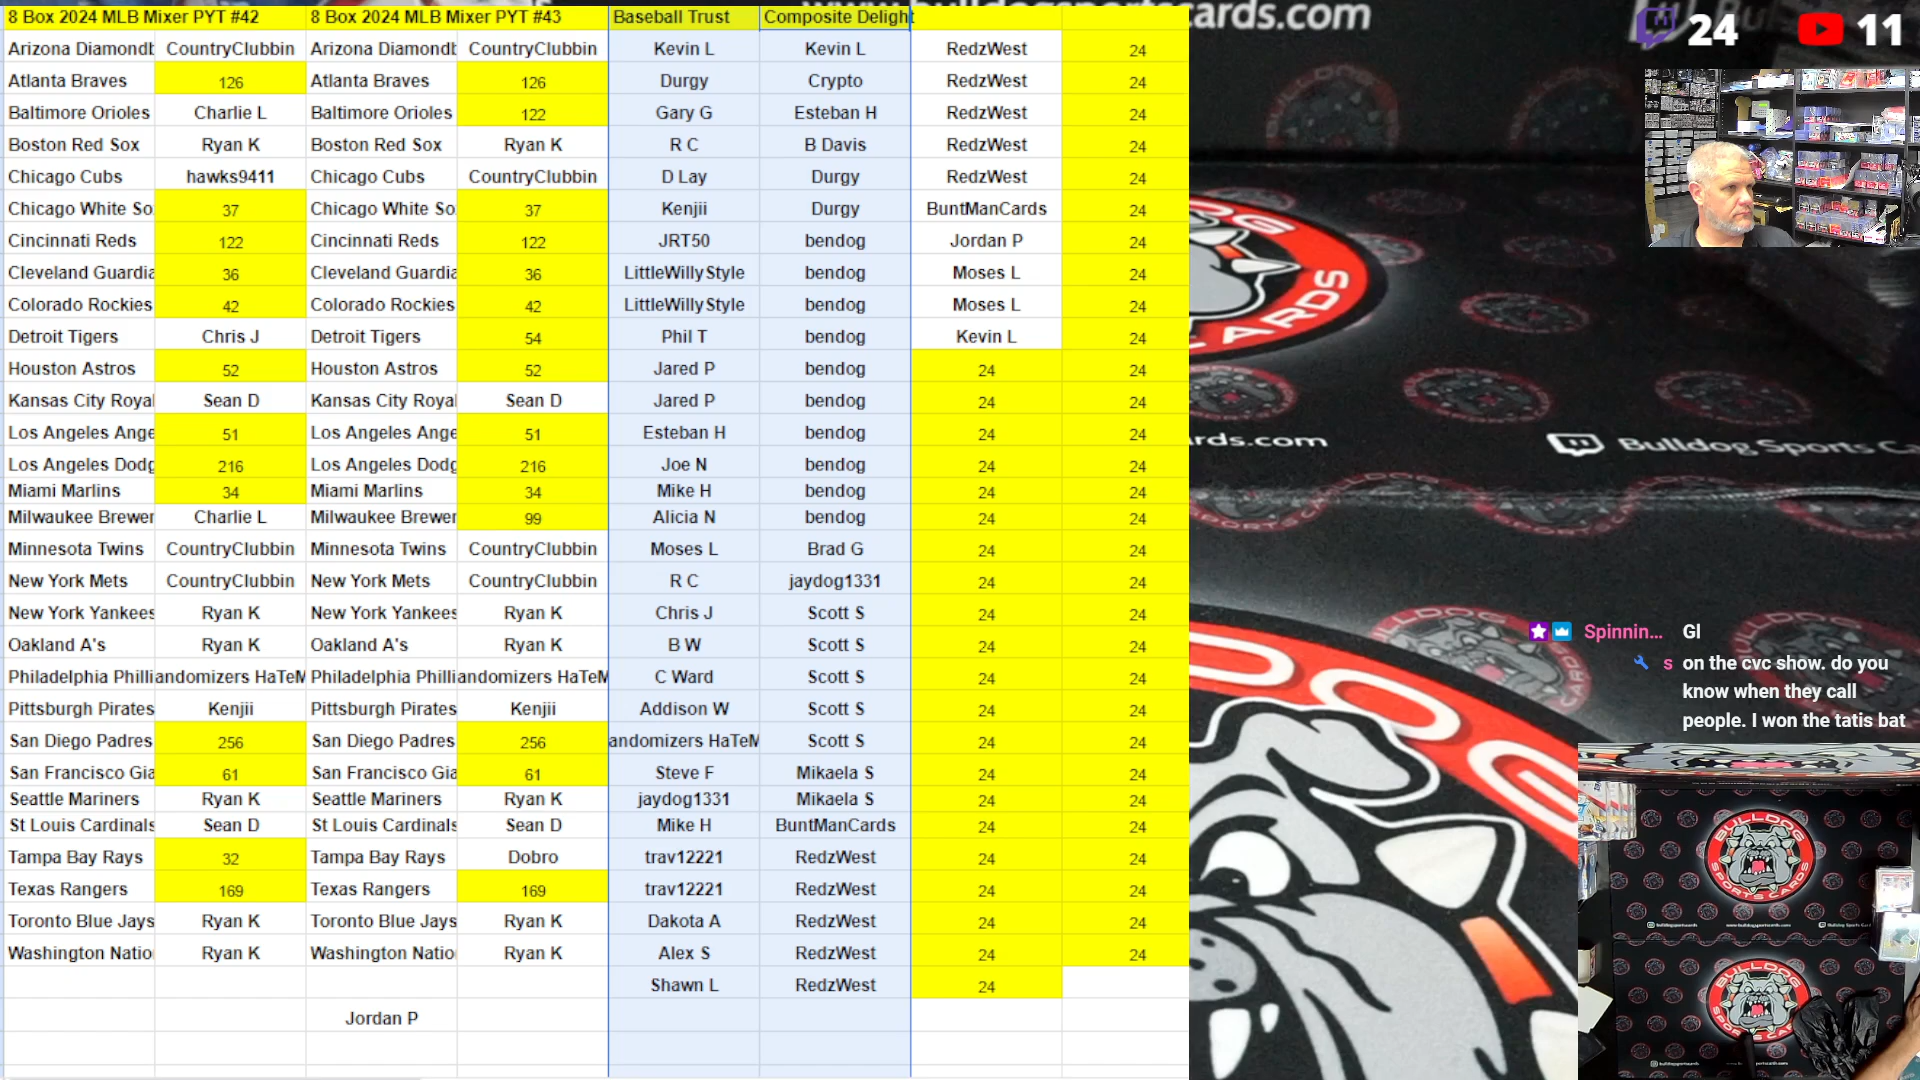 8 Box 2024 MLB Mixer PYT #42 8 Box 2024 MLB Mixer PYT #43 Baseball Trust Composite Delight
Arizona Diamondb CountryClubbin Arizona Diamondb CountryClubbin Kevin L Kevin L RedzWest 24
Atlanta Braves 126 Atlanta Braves 126 Durgy Crypto RedzWest 24
Baltimore Orioles Charlie L Baltimore Orioles 122 Gary G Esteban H RedzWest 24
Boston Red Sox Ryan K Boston Red Sox Ryan K R C B Davis RedzWest 24
Chicago Cubs hawks9411 Chicago Cubs CountryClubbin D Lay Durgy RedzWest 24
Chicago White So 37 Chicago White So 37 Kenjii Durgy BuntManCards 24
Cincinnati Reds 122 Cincinnati Reds 122 JRT50 bendog Jordan P 24
Cleveland Guardia 36 Cleveland Guardia 36 LittleWillyStyle bendog Moses L 24
Colorado Rockies 42 Colorado Rockies 42 LittleWillyStyle bendog Moses L 24
Detroit Tigers Chris J Detroit Tigers 54 Phil T bendog Kevin L 24
Houston Astros 52 Houston Astros 52 Jared P bendog 24 24
Kansas City Royal Sean D Kansas City Royal Sean D Jared P bendog 24 24
Los Angeles Ange 51 Los Angeles Ange 51 Esteban H bendog 24 24
Los Angeles Dodg 216 Los Angeles Dodg 216 Joe N bendog 24 24
Miami Marlins 34 Miami Marlins 34 Mike H bendog 24 24
Milwaukee Brewer Charlie L Milwaukee Brewer 99 Alicia N bendog 24 24
Minnesota Twins CountryClubbin Minnesota Twins CountryClubbin Moses L Brad G 24 24
New York Mets CountryClubbin New York Mets CountryClubbin R C jaydog1331 24 24
New York Yankees Ryan K New York Yankees Ryan K Chris J Scott S 24 24
Oakland A's Ryan K Oakland A's Ryan K B W Scott S 24 24
Philadelphia Philli andomizers HaTeM Philadelphia Philli andomizers HaTeM C Ward Scott S 24 24
Pittsburgh Pirates Kenjii Pittsburgh Pirates Kenjii Addison W Scott S 24 24
San Diego Padres 256 San Diego Padres 256 andomizers HaTeM Scott S 24 24
San Francisco Gia 61 San Francisco Gia 61 Steve F Mikaela S 24 24
Seattle Mariners Ryan K Seattle Mariners Ryan K jaydog1331 Mikaela S 24 24
St Louis Cardinals Sean D St Louis Cardinals Sean D Mike H BuntManCards 24 24
Tampa Bay Rays 32 Tampa Bay Rays Dobro trav12221 RedzWest 24 24
Texas Rangers 169 Texas Rangers 169 trav12221 RedzWest 24 24
Toronto Blue Jays Ryan K Toronto Blue Jays Ryan K Dakota A RedzWest 24 24
Washington Natio Ryan K Washington Natio Ryan K Alex S RedzWest 24 24
Shawn L RedzWest 24
Jordan P
24 11
cards.com
OG
CARDS
rds.com Bulldog Sports Ca
DOG
Spinnin... Gl
s on the cvc show. do you
know when they call
people. I won the tatis bat
BULLDOG
SPORTS CARDS
BULLDOG